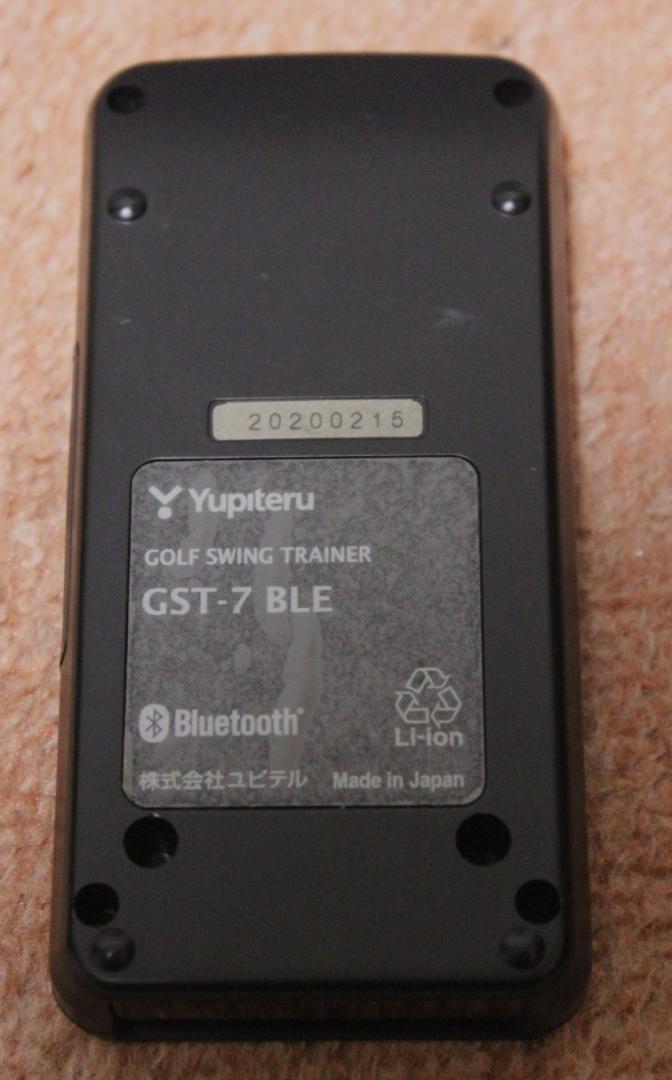 20200215
Yupiteru
GOLF SWING TRAINER
GST-7 BLE
Bluetooth®
Li-ion
株式会社ユピテル Made in Japan